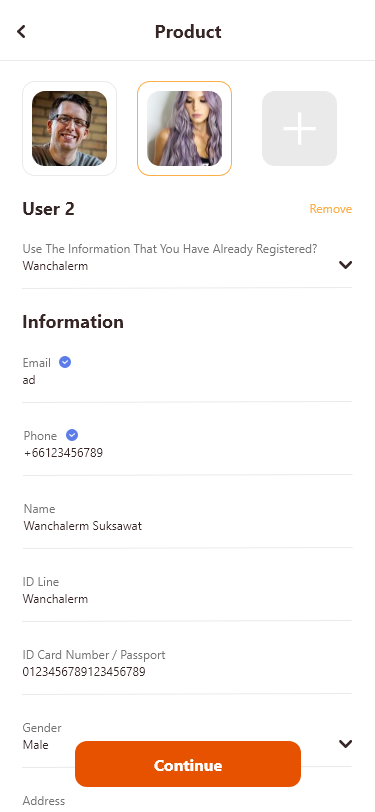 Product
User 2
Remove
Use The Information That You Have Already Registered?
Wanchalerm
Information
Email
ad
Phone
+66123456789
Name
Wanchalerm Suksawat
ID Line
Wanchalerm
ID Card Number / Passport
0123456789123456789
Gender
Male
Continue
Address